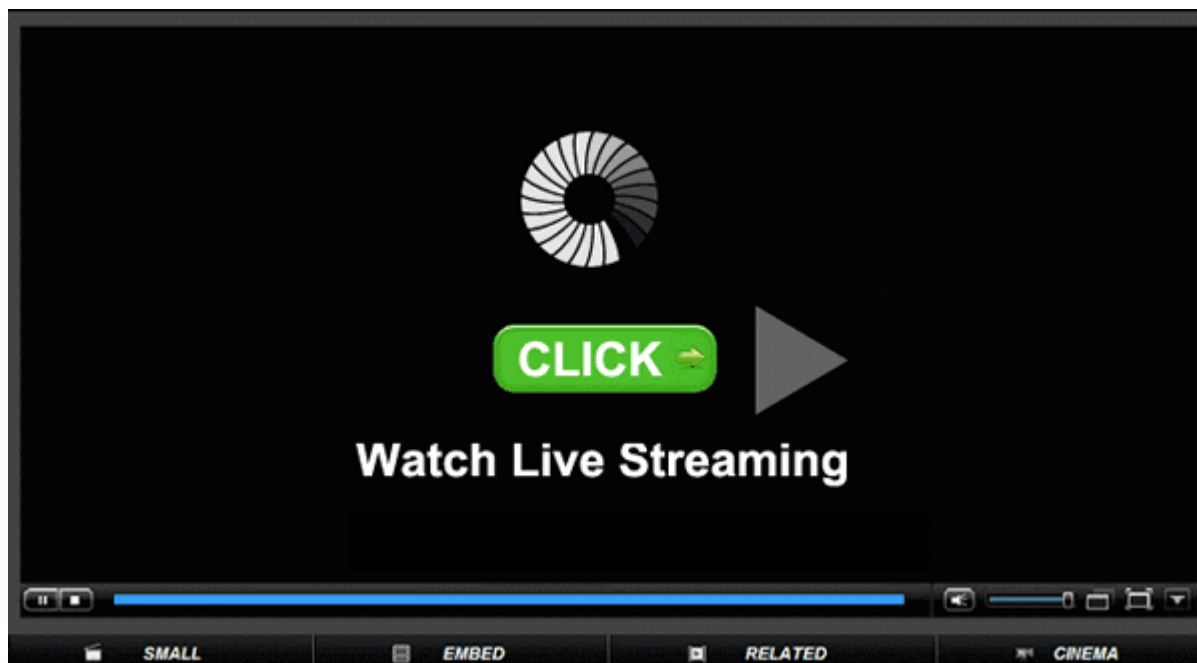 CLICK
Watch Live Streaming
SMALL
EMBED
RELATED
CINEMA